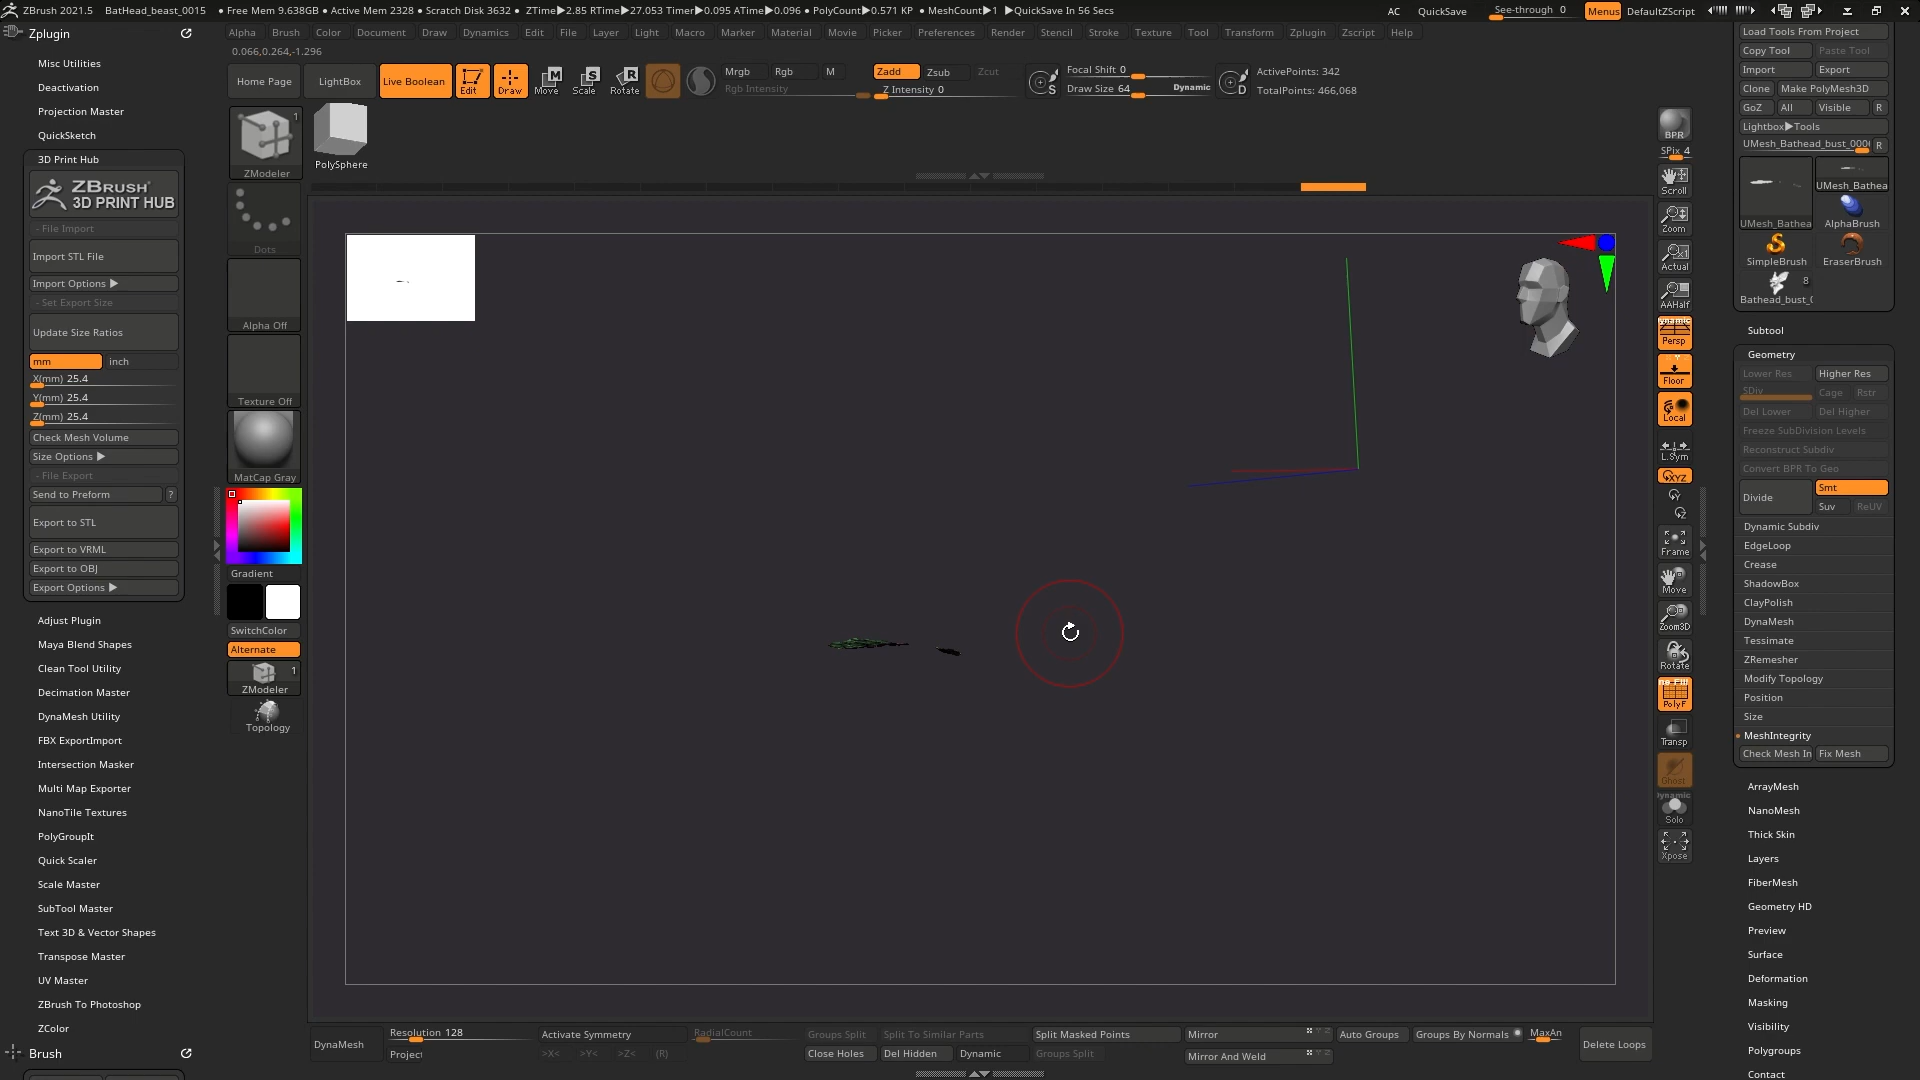 ZBrush 2021.5 BatHead_beast_0015 • Free Mem 9.638GB • Active Mem 2328 • Scratch Disk 3632 • ZTime▶2.85 RTime▶27.053 Timer▶0.095 ATime▶0.096 • PolyCount▶0.571 KP • MeshCount▶1 ▶QuickSave In 56 Secs AC QuickSave See-through 0 Menus DefaultZScript
Zplugin
Alpha Brush Color Document Draw Dynamics Edit File Layer Light Macro Marker Material Movie Picker Preferences Render Stencil Stroke Texture Tool Transform Zplugin Zscript Help
0.066,0.264,-1.296
Home Page LightBox Live Boolean Edit Draw Move Scale Rotate
Mrgb Rgb M
Rgb Intensity
Zadd Zsub Zcut
Z Intensity 0
Focal Shift 0
Draw Size 64 Dynamic
ActivePoints: 342
TotalPoints: 466,068
Misc Utilities
Deactivation
Projection Master
QuickSketch
3D Print Hub
ZBRUSH
3D PRINT HUB
- File Import
Import STL File
Import Options ▶
- Set Export Size
Update Size Ratios
mm inch
X(mm) 25.4
Y(mm) 25.4
Z(mm) 25.4
Check Mesh Volume
Size Options ▶
- File Export
Send to Preform ?
Export to STL
Export to VRML
Export to OBJ
Export Options ▶
Adjust Plugin
Maya Blend Shapes
Clean Tool Utility
Decimation Master
DynaMesh Utility
FBX ExportImport
Intersection Masker
Multi Map Exporter
NanoTile Textures
PolyGroupIt
Quick Scaler
Scale Master
SubTool Master
Text 3D & Vector Shapes
Transpose Master
UV Master
ZBrush To Photoshop
ZColor
Brush
1
ZModeler
PolySphere
Dots
Alpha Off
Texture Off
MatCap Gray
Gradient
SwitchColor
Alternate
1
ZModeler
Topology
BPR
SPix 4
Scroll
Zoom
Actual
AAHalf
Persp
Floor
Local
L.Sym
XYZ
Frame
Move
Zoom3D
Rotate
PolyF
Transp
Ghost
Dynamic
Solo
Xpose
Load Tools From Project
Copy Tool Paste Tool
Import Export
Clone Make PolyMesh3D
GoZ All Visible R
Lightbox▶Tools
UMesh_Bathead_bust_000 R
UMesh_Bathea
UMesh_Bathea
AlphaBrush
SimpleBrush EraserBrush
8
Bathead_bust_0
Subtool
Geometry
Lower Res Higher Res
SDiv Cage Rstr
Del Lower Del Higher
Freeze SubDivision Levels
Reconstruct Subdiv
Convert BPR To Geo
Divide Smt
Suv ReUV
Dynamic Subdiv
EdgeLoop
Crease
ShadowBox
ClayPolish
DynaMesh
Tessimate
ZRemesher
Modify Topology
Position
Size
MeshIntegrity
Check Mesh In Fix Mesh
ArrayMesh
NanoMesh
Thick Skin
Layers
FiberMesh
Geometry HD
Preview
Surface
Deformation
Masking
Visibility
Polygroups
Contact
DynaMesh
Resolution 128
Project
Activate Symmetry
>X< >Y< >Z< (R)
RadialCount
Groups Split Split To Similar Parts Split Masked Points
Close Holes Del Hidden Dynamic Groups Split
Mirror
Mirror And Weld
Auto Groups Groups By Normals MaxAn
Delete Loops